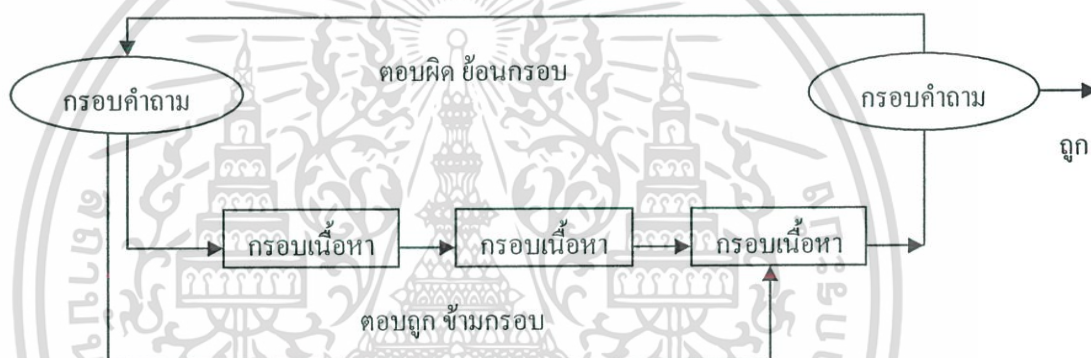 ตอบผิด ย้อนกรอบ
กรอบคำถาม
กรอบคำถาม
ถูก
กรอบเนื้อหา
กรอบเนื้อหา
กรอบเนื้อหา
ตอบถูก ข้ามกรอบ